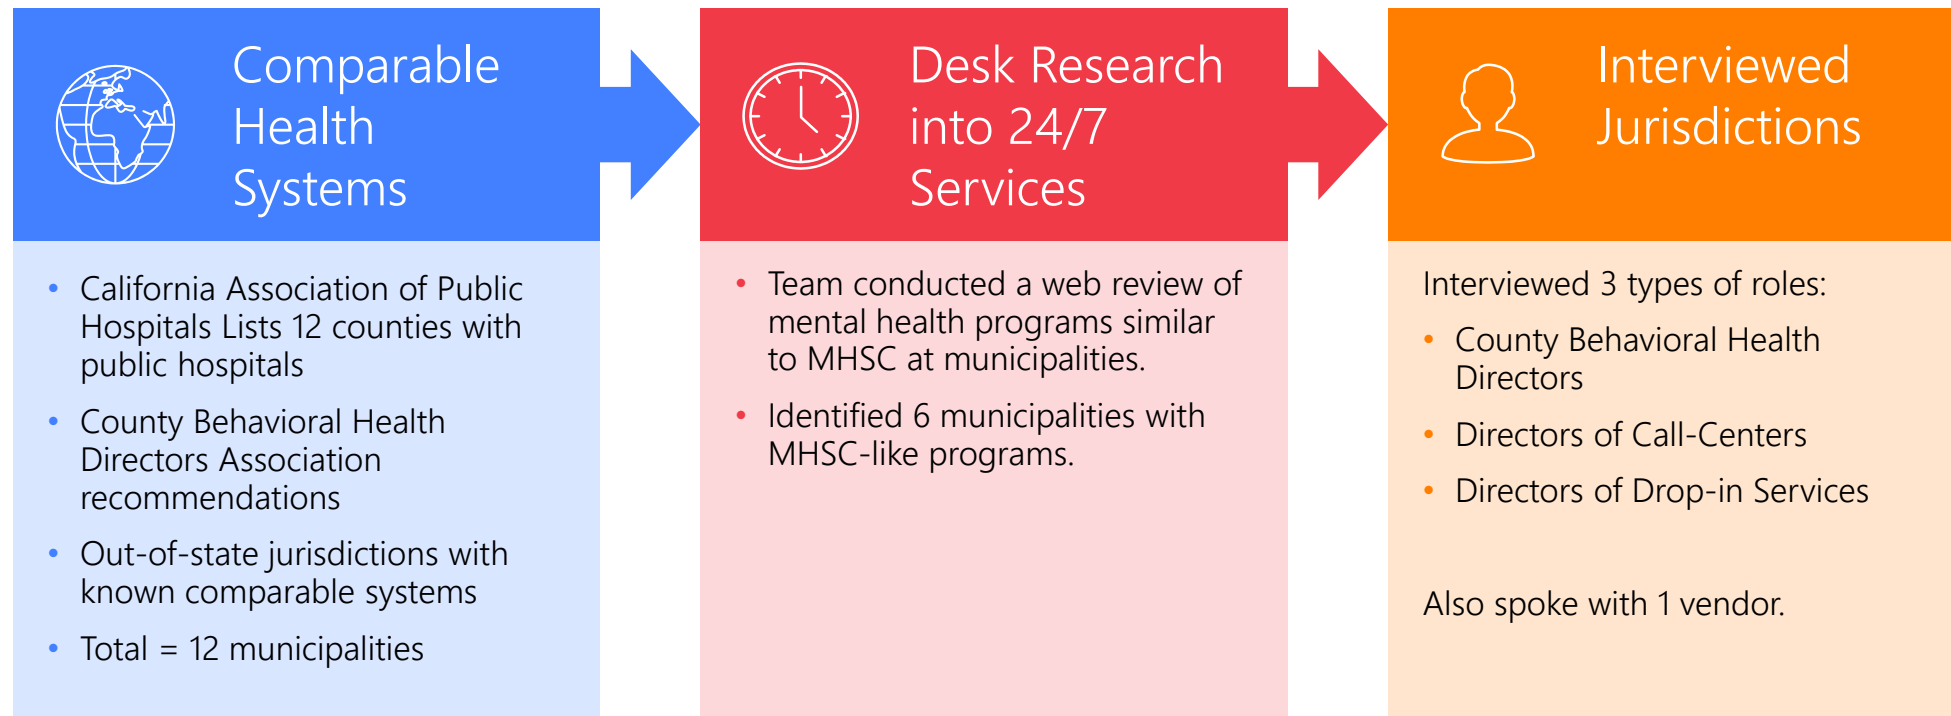 Comparable
Health
Systems
• California Association of Public
Hospitals Lists 12 counties with
public hospitals
• County Behavioral Health
Directors Association
recommendations
• Out-of-state jurisdictions with
known comparable systems
• Total = 12 municipalities
Desk Research
into 24/7
Services
• Team conducted a web review of
mental health programs similar
to MHSC at municipalities.
• Identified 6 municipalities with
MHSC-like programs.
Interviewed
Jurisdictions
Interviewed 3 types of roles:
• County Behavioral Health
Directors
• Directors of Call-Centers
• Directors of Drop-in Services
Also spoke with 1 vendor.